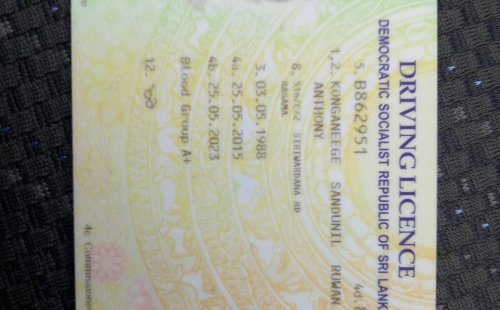 DRIVING LICENCE
DEMOCRATIC SOCIALIST REPUBLIC OF SRI LANK
4d.
5. B862951
1,2. KONGANEEGE SANDUNIL RUWAN
ANTHONY
8. 516/C/2 SIRIWARDANA RD
RAGAMA
3. 03.05.1988
4a. 25.05.2015
4b. 25.05.2023
Blood Group A+
12.
4c. Commissione